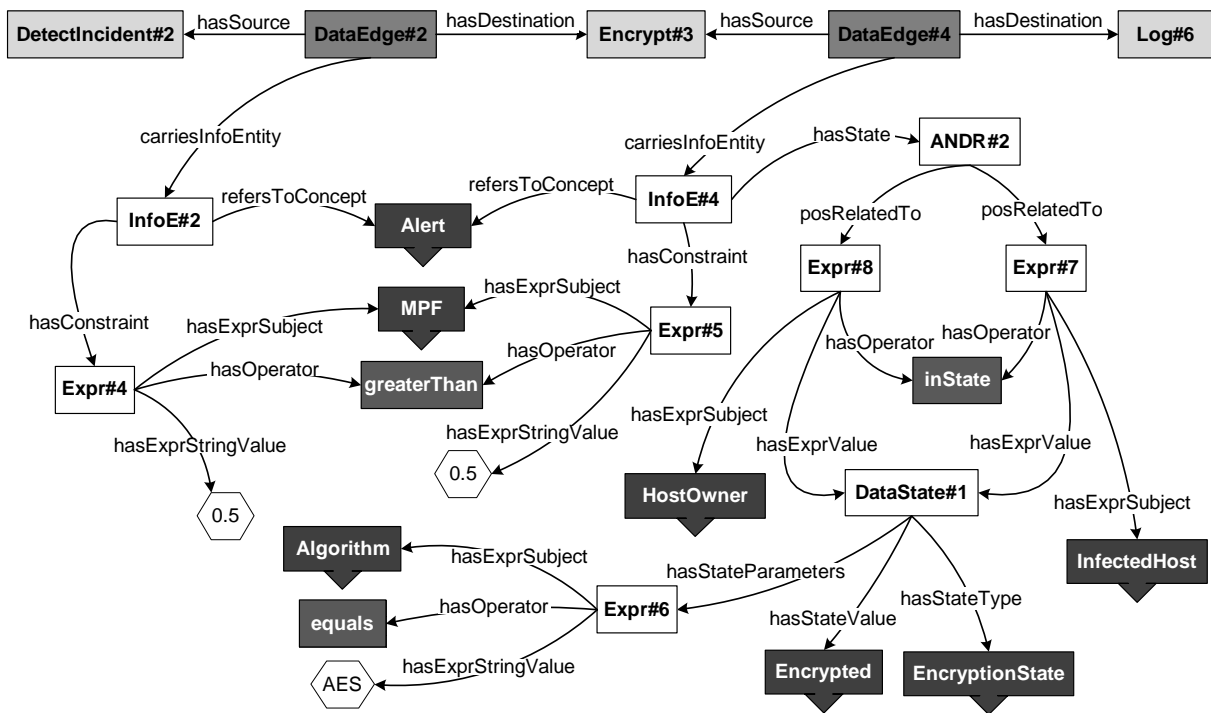 DetectIncident#2
hasSource
DataEdge#2
hasDestination
Encrypt#3
hasSource
DataEdge#4
hasDestination
Log#6
carriesInfoEntity
carriesInfoEntity
hasState
ANDR#2
InfoE#2
refersToConcept
Alert
refersToConcept
InfoE#4
posRelatedTo
posRelatedTo
hasConstraint
Expr#8
Expr#7
hasConstraint
hasExprSubject
MPF
hasExprSubject
Expr#5
Expr#4
hasOperator
greaterThan
hasOperator
hasOperator
hasOperator
inState
hasExprStringValue
0.5
hasExprStringValue
0.5
hasExprSubject
hasExprValue
hasExprValue
HostOwner
DataState#1
hasExprSubject
InfectedHost
Algorithm
hasExprSubject
hasStateParameters
equals
hasOperator
Expr#6
hasStateValue
hasStateType
AES
hasExprStringValue
Encrypted
EncryptionState